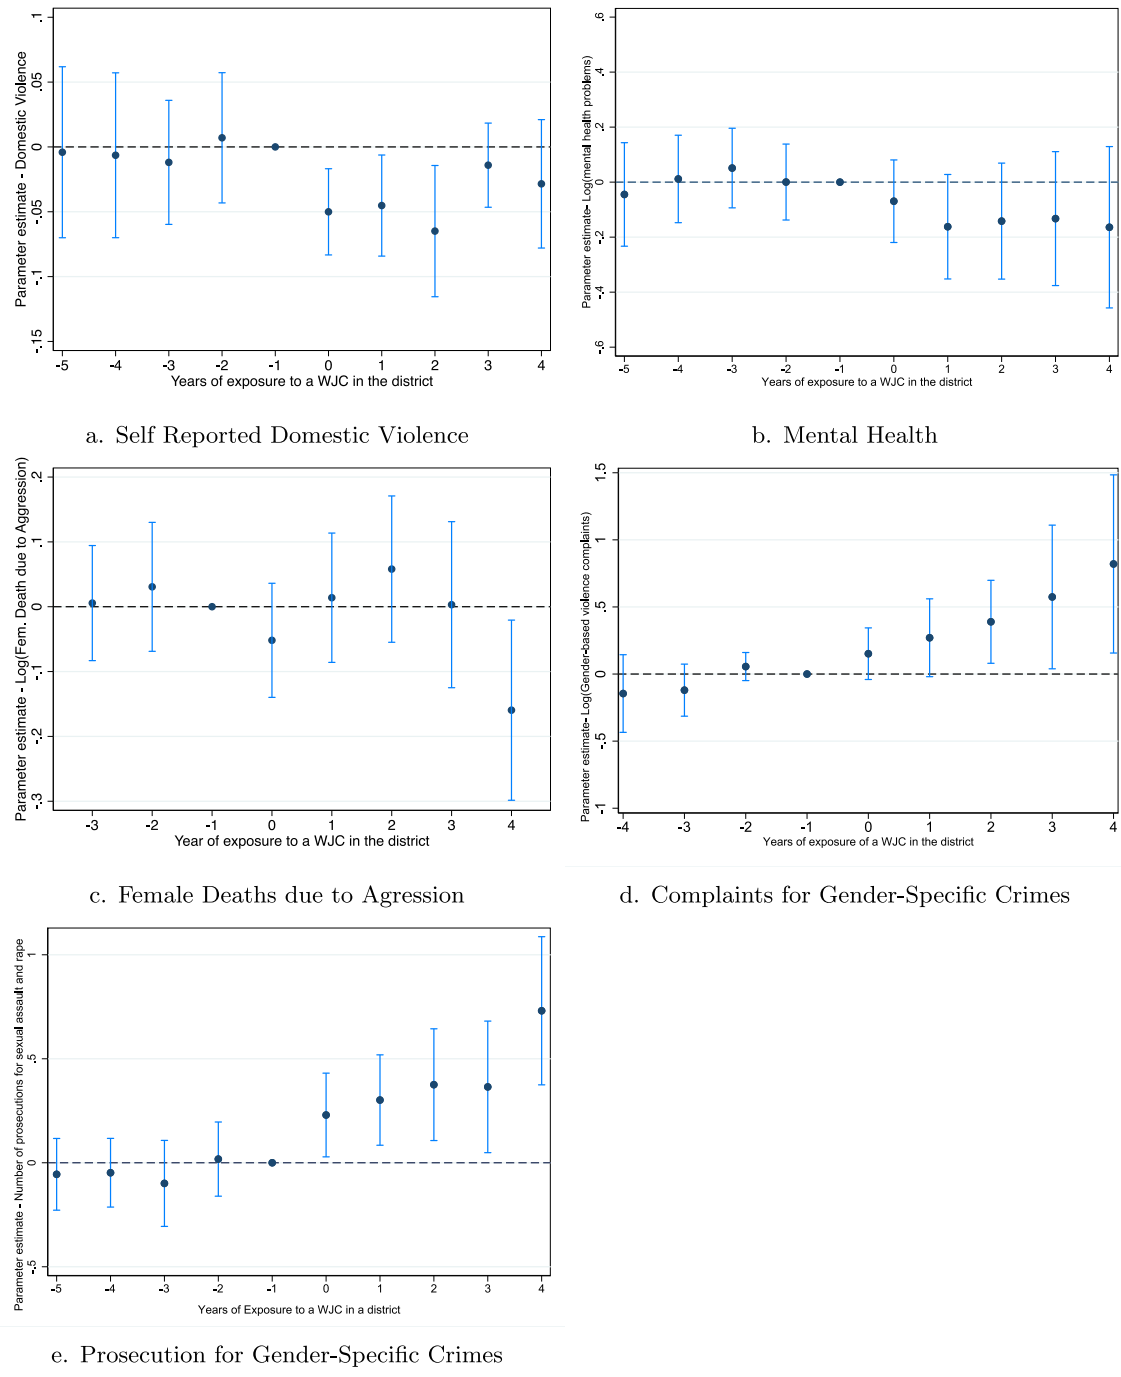 Parameter estimate - Domestic Violence
.1
.05
0
-.05
-.1
-.15
-5 -4 -3 -2 -1 0 1 2 3 4
Years of exposure to a WJC in the district
a. Self Reported Domestic Violence
Parameter estimate- Log(mental health problems)
.6
.4
.2
0
-.2
-.4
-.6
-5 -4 -3 -2 -1 0 1 2 3 4
Years of exposure to a WJC in the district
b. Mental Health
Parameter estimate - Log(Fem. Death due to Aggression)
.2
.1
0
-.1
-.2
-.3
-3 -2 -1 0 1 2 3 4
Year of exposure to a WJC in the district
c. Female Deaths due to Agression
Parameter estimate- Log(Gender-based violence complaints)
1.5
1
.5
0
-.5
-1
-4 -3 -2 -1 0 1 2 3 4
Years of exposure of a WJC in the district
d. Complaints for Gender-Specific Crimes
Parameter estimate - Number of prosecutions for sexual assault and rape
1
.5
0
-.5
-5 -4 -3 -2 -1 0 1 2 3 4
Years of Exposure to a WJC in a district
e. Prosecution for Gender-Specific Crimes